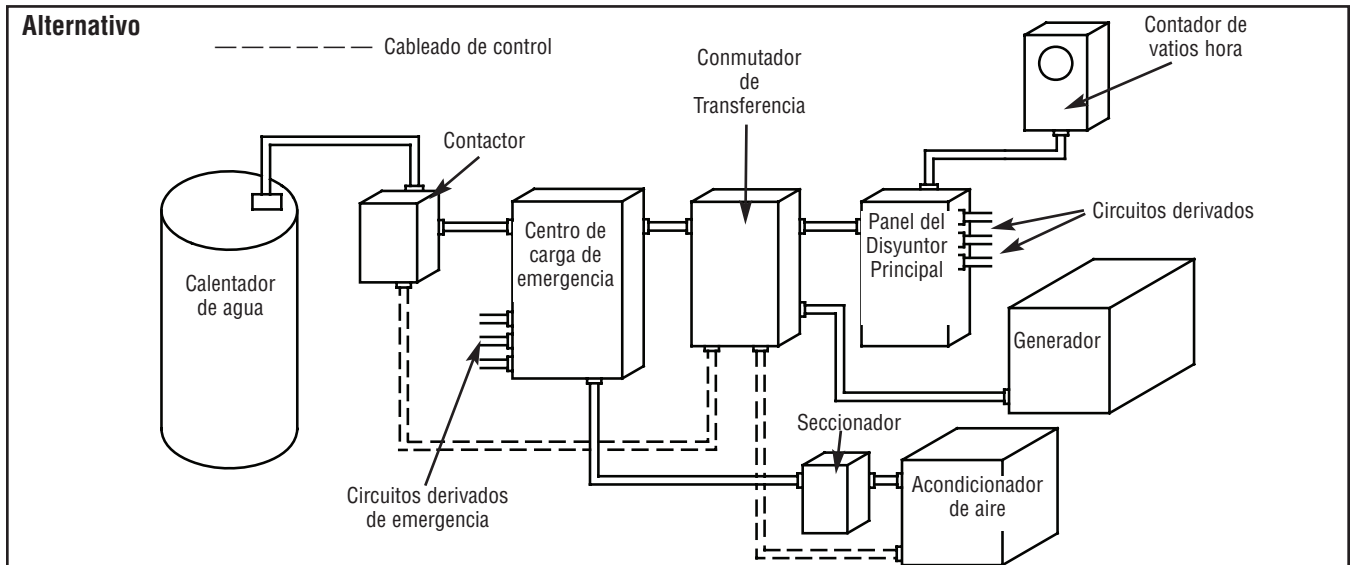 Alternativo
Cableado de control
Contador de
vatios hora
Conmutador
de
Transferencia
Contactor
Centro de
carga de
emergencia
Panel del
Disyuntor
Principal
Circuitos derivados
Calentador
de agua
Generador
Seccionador
Circuitos derivados
de emergencia
Acondicionador
de aire